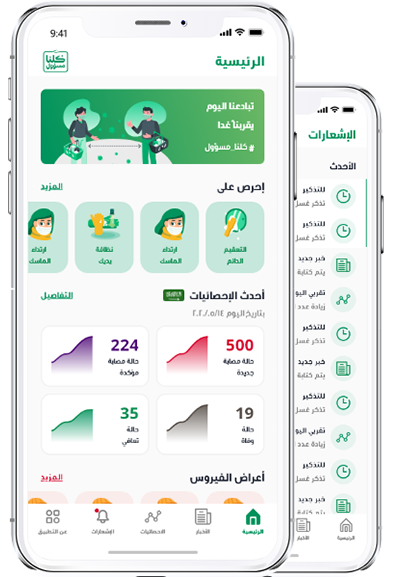 9:41
الرئيسية
كلنا
مسؤول
تباعدنا اليوم
يقربنا غدا
# كلنا_مسؤول
إحرص على
المزيد
التعقيم
الدائم
ارتداء
الماسك
نظافة
يديك
ارتداء
الماسك
أحدث الإحصائيات
التفاصيل
بتاريخ اليوم ٢٠٢٠/٠٥/١٤
500
حالة مصابة
جديدة
224
حالة مصابة
مؤكدة
19
حالة
وفاة
35
حالة
تعافي
أعراض الفيروس
المزيد
الرئيسية
الأخبار
الاحصائيات
الإشعارات
عن التطبيق
الإشعارات
الأحدث
للتذكير
تذكر غسل
للتذكير
تذكر غسل
خبر جديد
يتم كتابة
تقرير اليو
زيادة عدد
للتذكير
تذكر غسل
خبر جديد
يتم كتابة
للتذكير
تذكر غسل
تقرير اليو
زيادة عدد
للتذكير
تذكر غسل
خبر جديد
يتم كتابة
الرئيسية
الأخبار